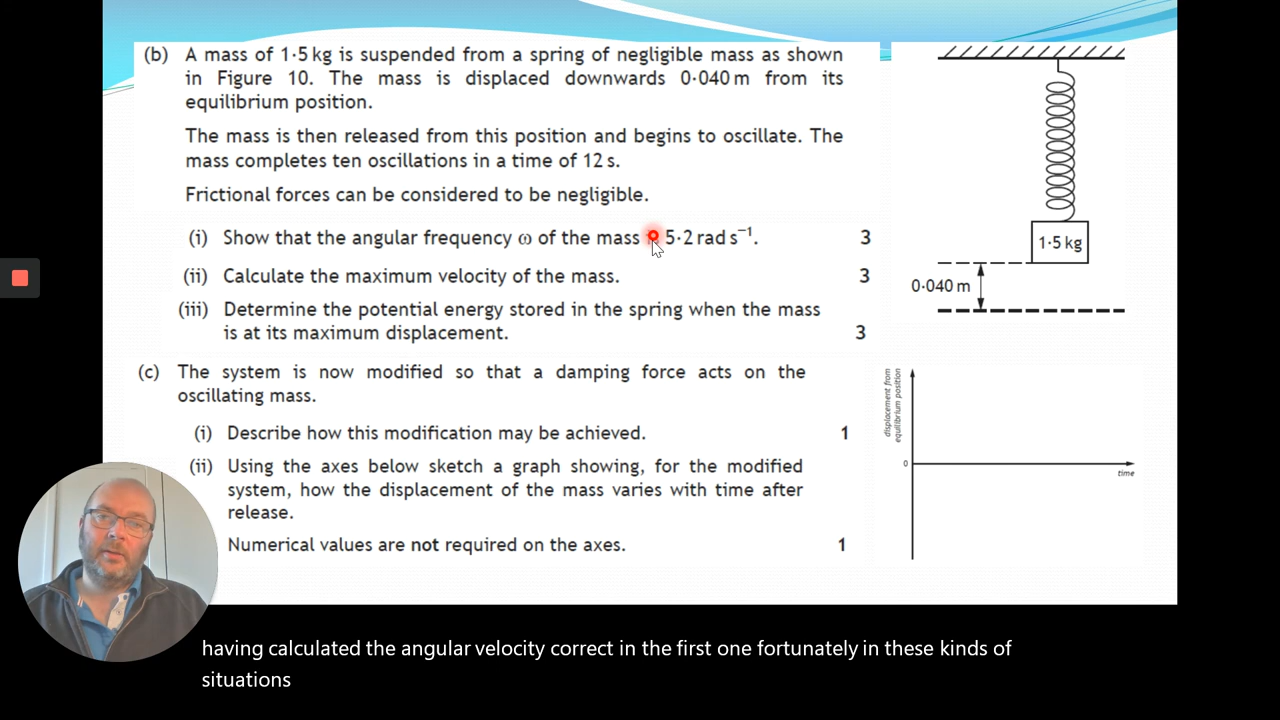 (b) A mass of 1·5 kg is suspended from a spring of negligible mass as shown
in Figure 10. The mass is displaced downwards 0·040 m from its
equilibrium position.
The mass is then released from this position and begins to oscillate. The
mass completes ten oscillations in a time of 12 s.
Frictional forces can be considered to be negligible.
(i) Show that the angular frequency ω of the mass 5·2 rad s⁻¹. 3
(ii) Calculate the maximum velocity of the mass. 3
(iii) Determine the potential energy stored in the spring when the mass
is at its maximum displacement. 3
1·5 kg
0·040 m
(c) The system is now modified so that a damping force acts on the
oscillating mass.
(i) Describe how this modification may be achieved. 1
(ii) Using the axes below sketch a graph showing, for the modified
system, how the displacement of the mass varies with time after
release.
Numerical values are not required on the axes. 1
displacement from
equilibrium position
0
time
having calculated the angular velocity correct in the first one fortunately in these kinds of
situations